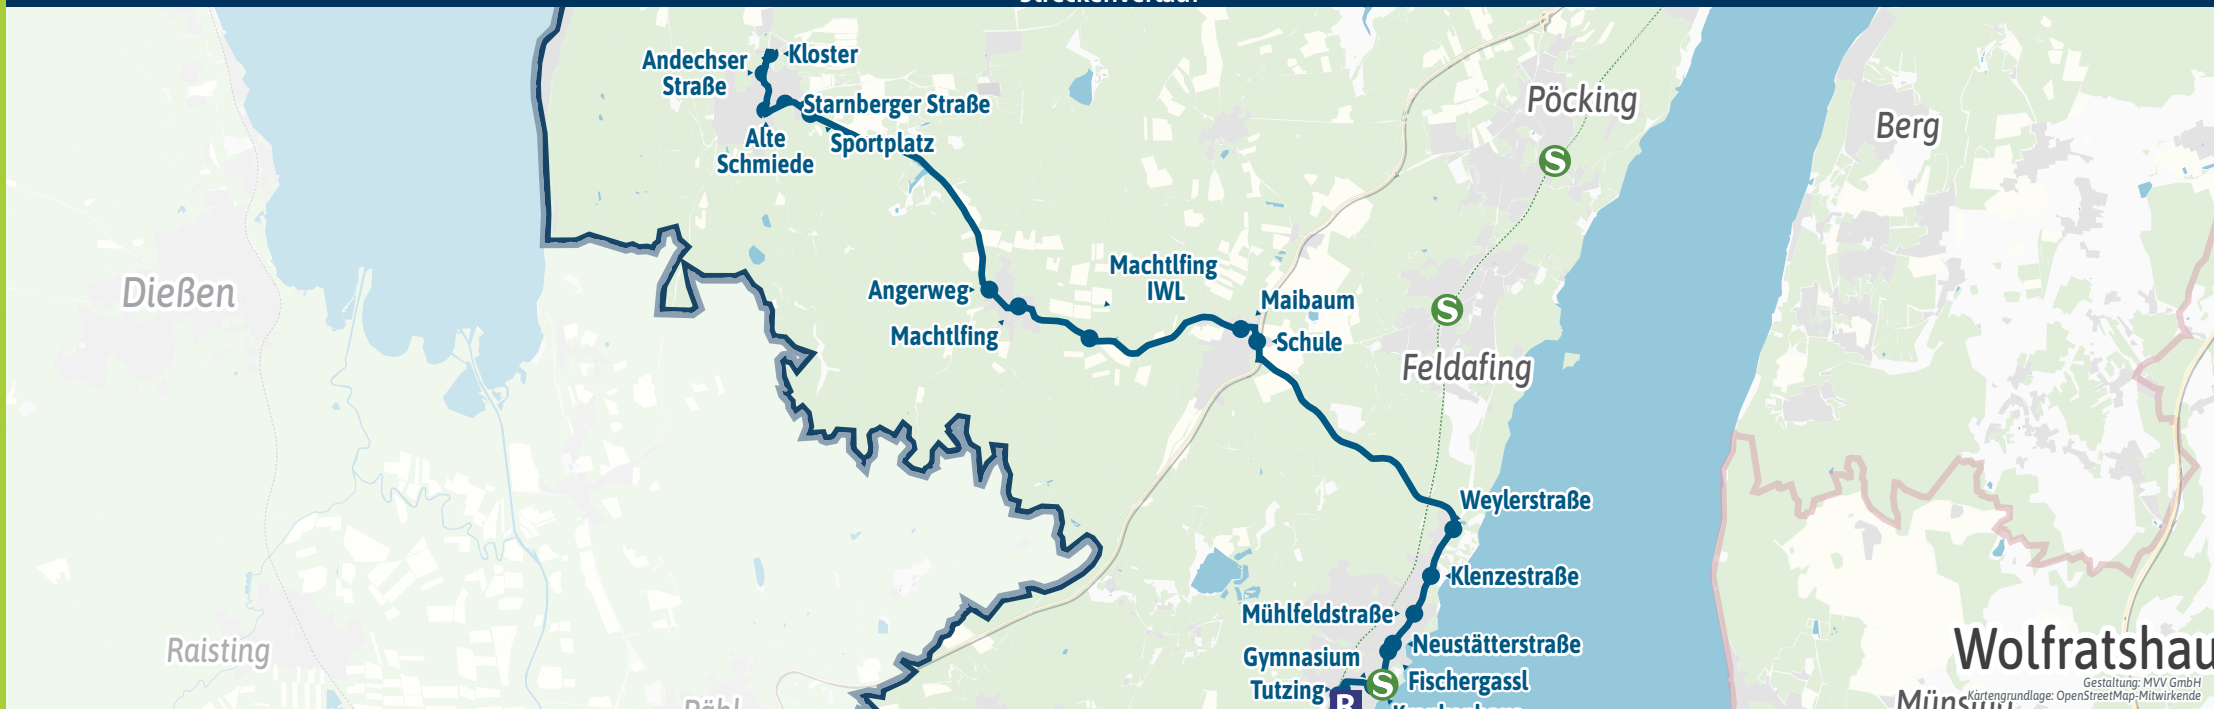 Streckenverlauf
Kloster
Andechser
Straße
Starnberger Straße
Alte
Schmiede
Sportplatz
Pöcking
Berg
Dießen
Angerweg
Machtlfing
Machtlfing
IWL
Maibaum
Schule
Feldafing
Weylerstraße
Klenzestraße
Mühlfeldstraße
Neustätterstraße
Gymnasium
Tutzing
Fischergassl
S
S
S
R
Raisting
Wolfratshau
Gestaltung: MVV GmbH
Kartengrundlage: OpenStreetMap-Mitwirkende